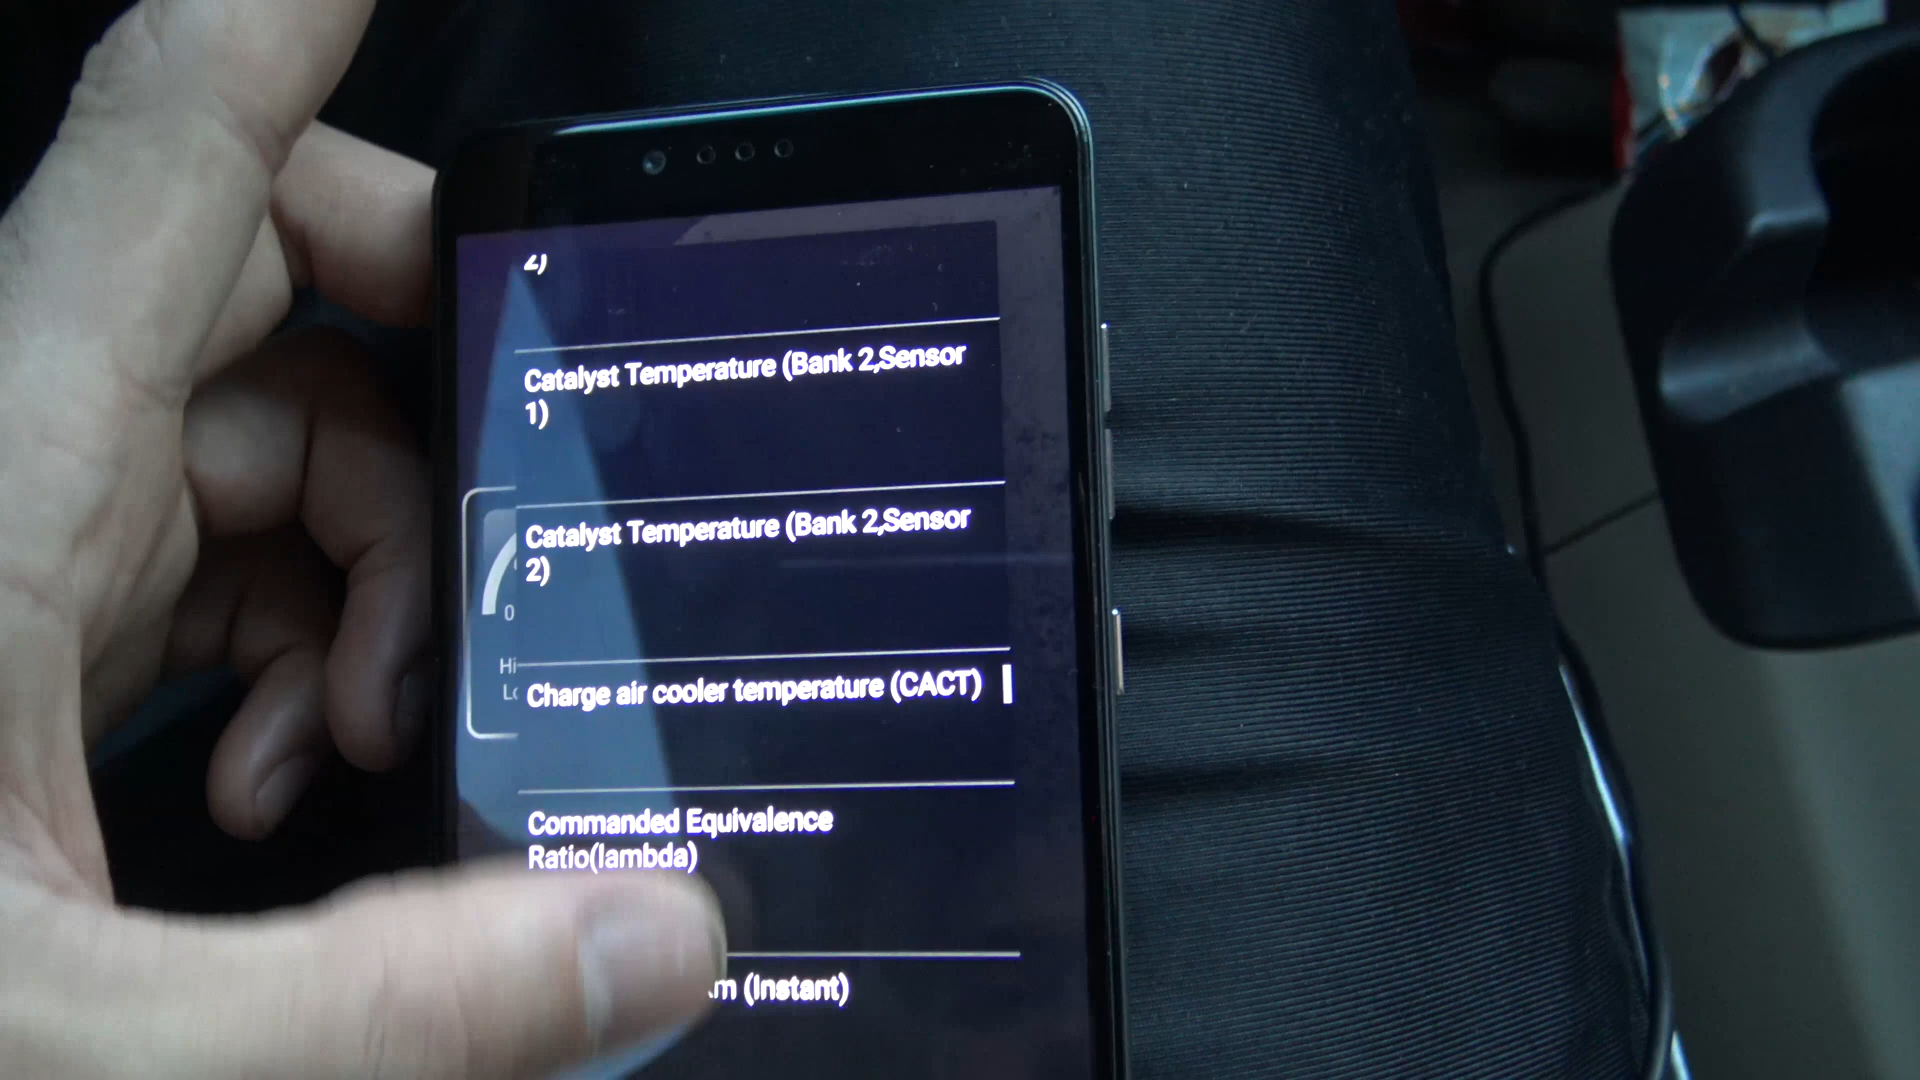 2)
Catalyst Temperature (Bank 2,Sensor
1)
Catalyst Temperature (Bank 2,Sensor
2)
0
Hi
Charge air cooler temperature (CACT)
Commanded Equivalence
Ratio(lambda)
(Instant)